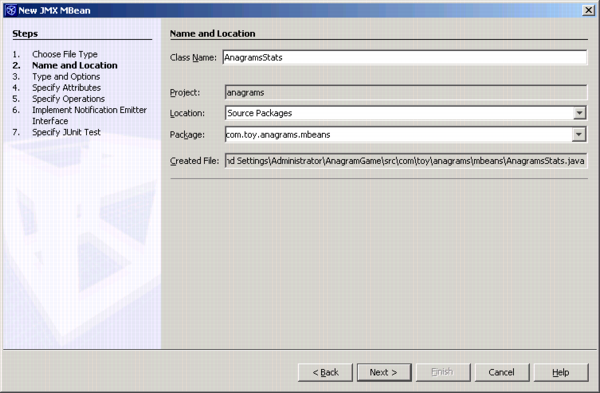 New JMX MBean
Steps
1. Choose File Type
2. Name and Location
3. Type and Options
4. Specify Attributes
5. Specify Operations
6. Implement Notification Emitter
Interface
7. Specify JUnit Test
Name and Location
Class Name: AnagramsStats
Project: anagrams
Location: Source Packages
Package: com.toy.anagrams.mbeans
Created File: nd Settings\Administrator\AnagramGame\src\com\toy\anagrams\mbeans\AnagramsStats.java
< Back Next > Finish Cancel Help